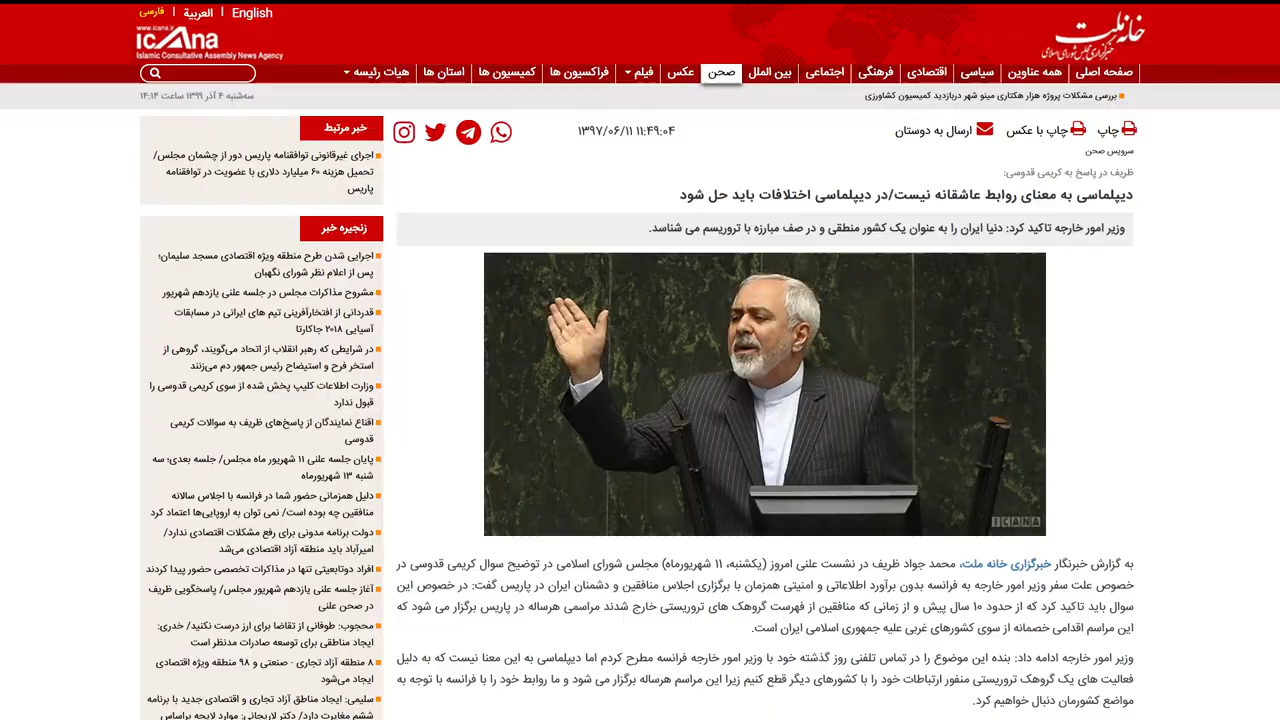 فارسی | العربية | English
www.icana.ir
icAna
Islamic Consultative Assembly News Agency
خانه ملت
خبرگزاری مجلس شورای اسلامی
صفحه اصلی
همه عناوین
سیاسی
اقتصادی
فرهنگی
اجتماعی
بین الملل
صحن
عکس
فیلم
فراکسیون ها
کمیسیون ها
استان ها
هیات رئیسه
بررسی مشکلات پروژه هزار هکتاری مینو شهر دربازدید کمیسیون کشاورزی
سه‌شنبه ۴ آذر ۱۳۹۹ ساعت ۱۴:۱۴
چاپ
چاپ با عکس
ارسال به دوستان
۱۳۹۷/۰۶/۱۱ ۱۱:۴۹:۰۴
سرویس صحن
ظریف در پاسخ به کریمی قدوسی:
دیپلماسی به معنای روابط عاشقانه نیست/در دیپلماسی اختلافات باید حل شود
وزیر امور خارجه تاکید کرد: دنیا ایران را به عنوان یک کشور منطقی و در صف مبارزه با تروریسم می شناسد.
ICANA
به گزارش خبرنگار خبرگزاری خانه ملت، محمد جواد ظریف در نشست علنی امروز (یکشنبه، ۱۱ شهریورماه) مجلس شورای اسلامی در توضیح سوال کریمی قدوسی در
خصوص علت سفر وزیر امور خارجه به فرانسه بدون برآورد اطلاعاتی و امنیتی همزمان با برگزاری اجلاس منافقین و دشمنان ایران در پاریس گفت: در خصوص این
سوال باید تاکید کرد که از حدود ۱۰ سال پیش و از زمانی که منافقین از فهرست گروهک های تروریستی خارج شدند مراسمی هرساله در پاریس برگزار می شود که
این مراسم اقدامی خصمانه از سوی کشورهای غربی علیه جمهوری اسلامی ایران است.
وزیر امور خارجه ادامه داد: بنده این موضوع را در تماس تلفنی روز گذشته خود با وزیر امور خارجه فرانسه مطرح کردم اما دیپلماسی به این معنا نیست که به دلیل
فعالیت های یک گروهک تروریستی منفور ارتباطات خود را با کشورهای دیگر قطع کنیم زیرا این مراسم هرساله برگزار می شود و ما روابط خود را با فرانسه با توجه به
مواضع کشورمان دنبال خواهیم کرد.
خبر مرتبط
اجرای غیرقانونی توافقنامه پاریس دور از چشمان مجلس/
تحمیل هزینه ۶۰ میلیارد دلاری با عضویت در توافقنامه
پاریس
زنجیره خبر
اجرایی شدن طرح منطقه ویژه اقتصادی مسجد سلیمان؛
پس از اعلام نظر شورای نگهبان
مشروح مذاکرات مجلس در جلسه علنی یازدهم شهریور
قدردانی از افتخارآفرینی تیم های ایرانی در مسابقات
آسیایی ۲۰۱۸ جاکارتا
در شرایطی که رهبر انقلاب از اتحاد می‌گویند، گروهی از
استخر فرح و استیضاح رئیس جمهور دم می‌زنند
وزارت اطلاعات کلیپ پخش شده از سوی کریمی قدوسی را
قبول ندارد
اقناع نمایندگان از پاسخ‌های ظریف به سوالات کریمی
قدوسی
پایان جلسه علنی ۱۱ شهریور ماه مجلس/ جلسه بعدی؛ سه
شنبه ۱۳ شهریورماه
دلیل همزمانی حضور شما در فرانسه با اجلاس سالانه
منافقین چه بوده است/ نمی توان به اروپایی‌ها اعتماد کرد
دولت برنامه مدونی برای رفع مشکلات اقتصادی ندارد/
امیرآباد باید منطقه آزاد اقتصادی می‌شد
افراد دوتابعیتی تنها در مذاکرات تخصصی حضور پیدا کردند
آغاز جلسه علنی یازدهم شهریور مجلس/ پاسخگویی ظریف
در صحن علنی
محجوب: طوفانی از تقاضا برای ارز درست نکنید/ خدری:
ایجاد مناطقی برای توسعه صادرات مدنظر است
۸ منطقه آزاد تجاری - صنعتی و ۹۸ منطقه ویژه اقتصادی
ایجاد می‌شود
سلیمی: ایجاد مناطق آزاد تجاری و اقتصادی جدید با برنامه
ششم مغایرت دارد/ دکتر لاریجانی: موارد لایحه براساس